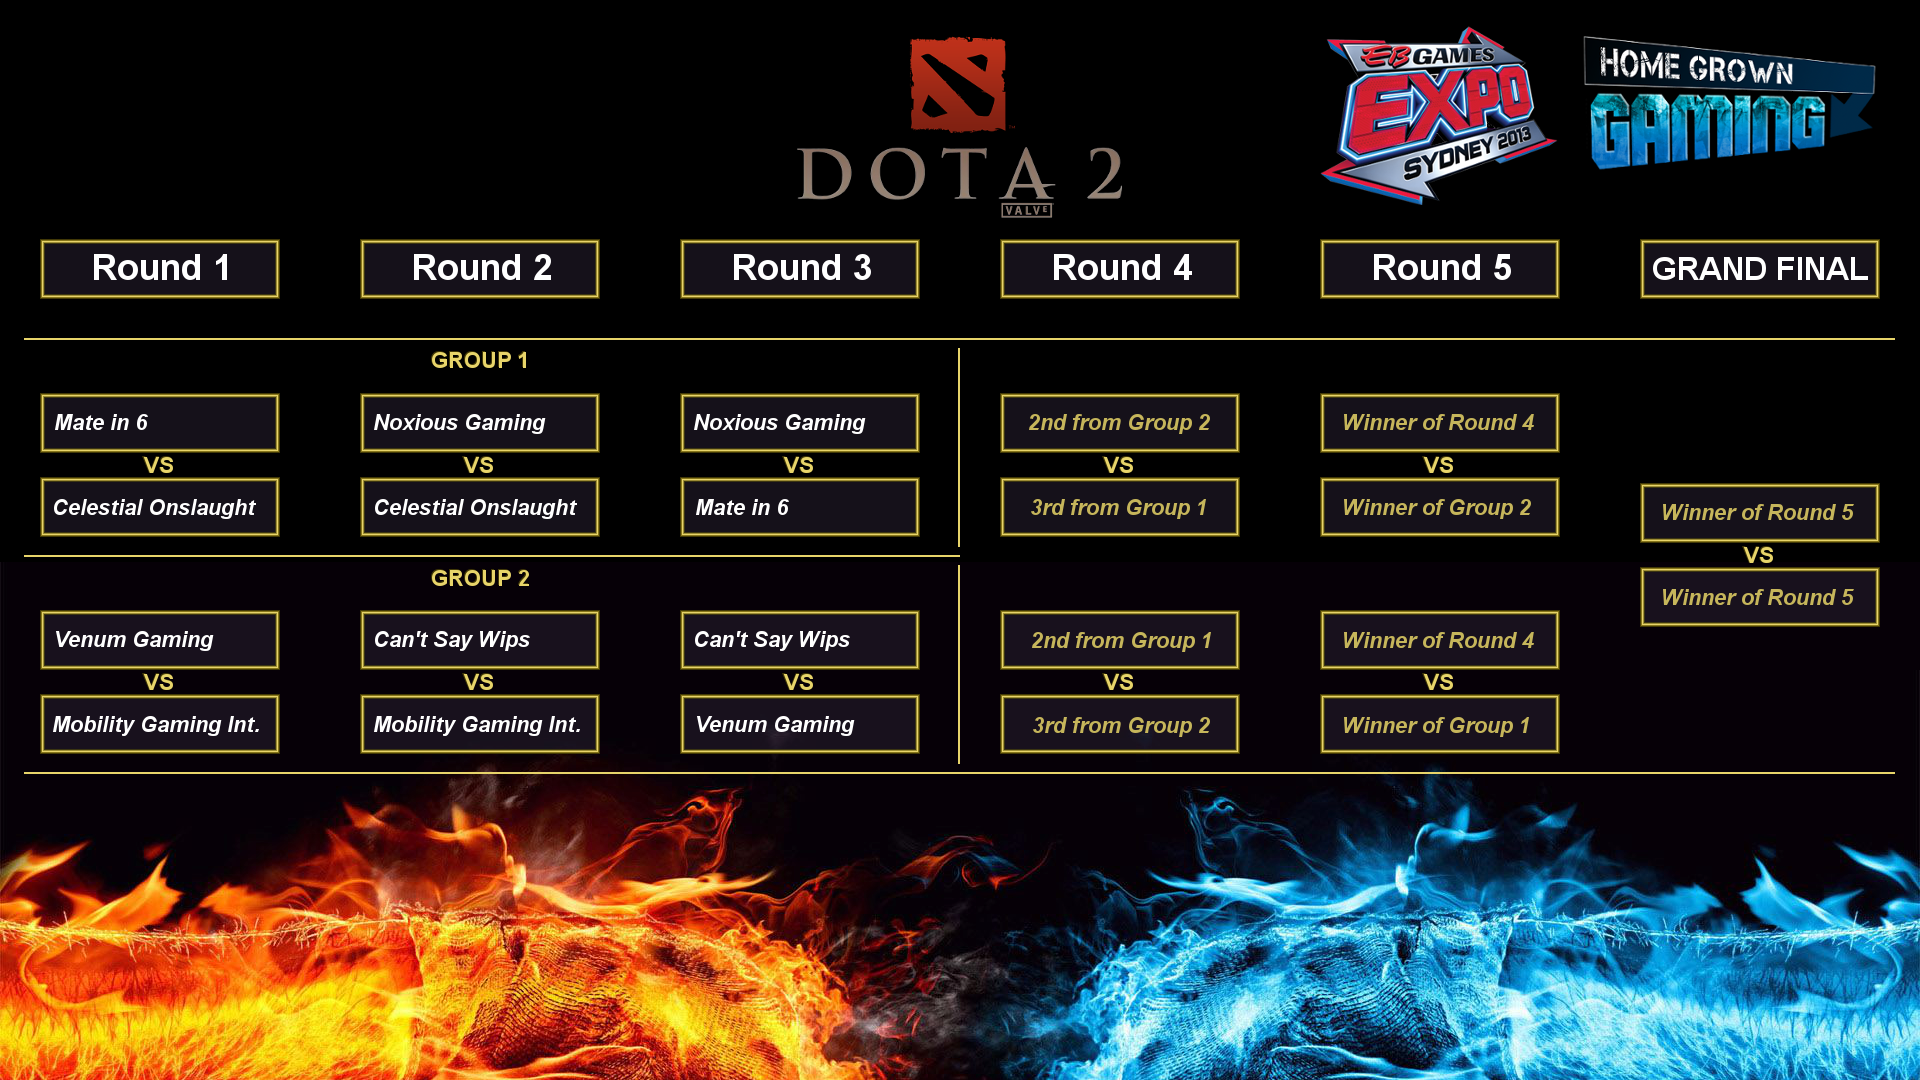 DOTA 2
VALVE
EB GAMES
EXPO
SYDNEY 2013
HOME GROWN
GAMING
Round 1
Round 2
Round 3
Round 4
Round 5
GRAND FINAL
GROUP 1
Mate in 6
VS
Celestial Onslaught
Noxious Gaming
VS
Celestial Onslaught
Noxious Gaming
VS
Mate in 6
2nd from Group 2
VS
3rd from Group 1
Winner of Round 4
VS
Winner of Group 2
GROUP 2
Venum Gaming
VS
Mobility Gaming Int.
Can't Say Wips
VS
Mobility Gaming Int.
Can't Say Wips
VS
Venum Gaming
2nd from Group 1
VS
3rd from Group 2
Winner of Round 4
VS
Winner of Group 1
Winner of Round 5
VS
Winner of Round 5